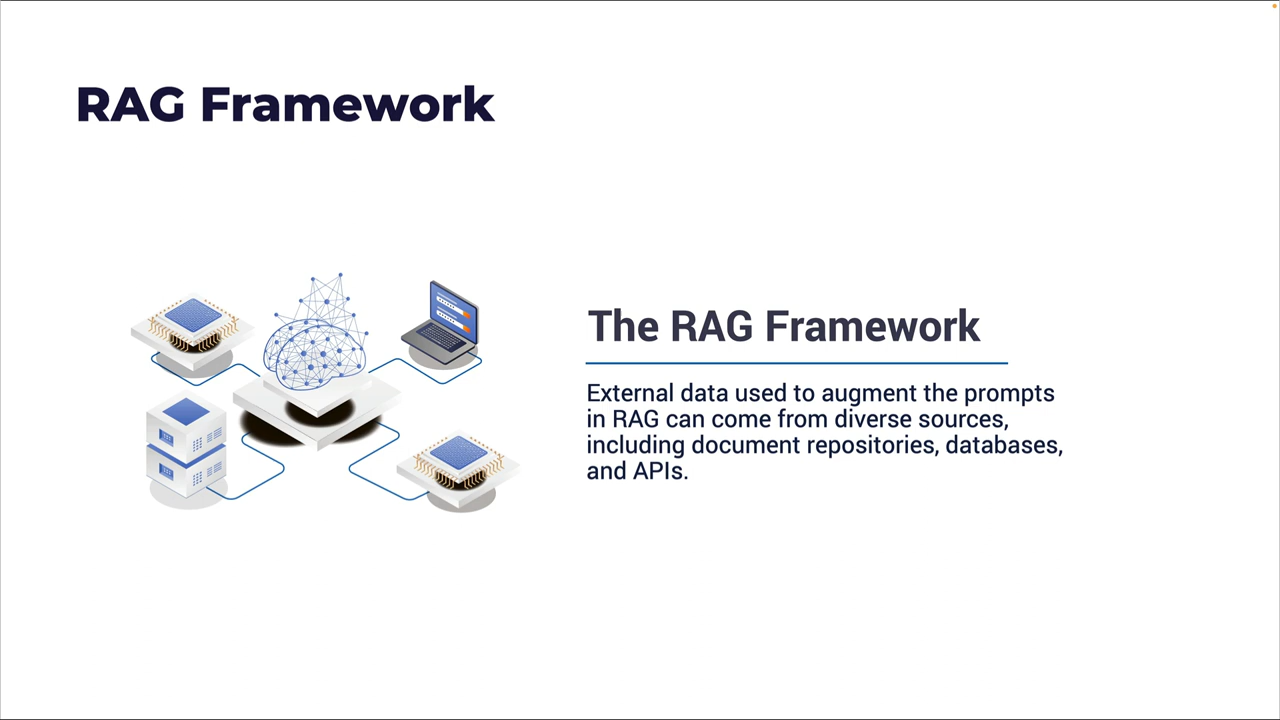 RAG Framework
The RAG Framework
External data used to augment the prompts
in RAG can come from diverse sources,
including document repositories, databases,
and APIs.